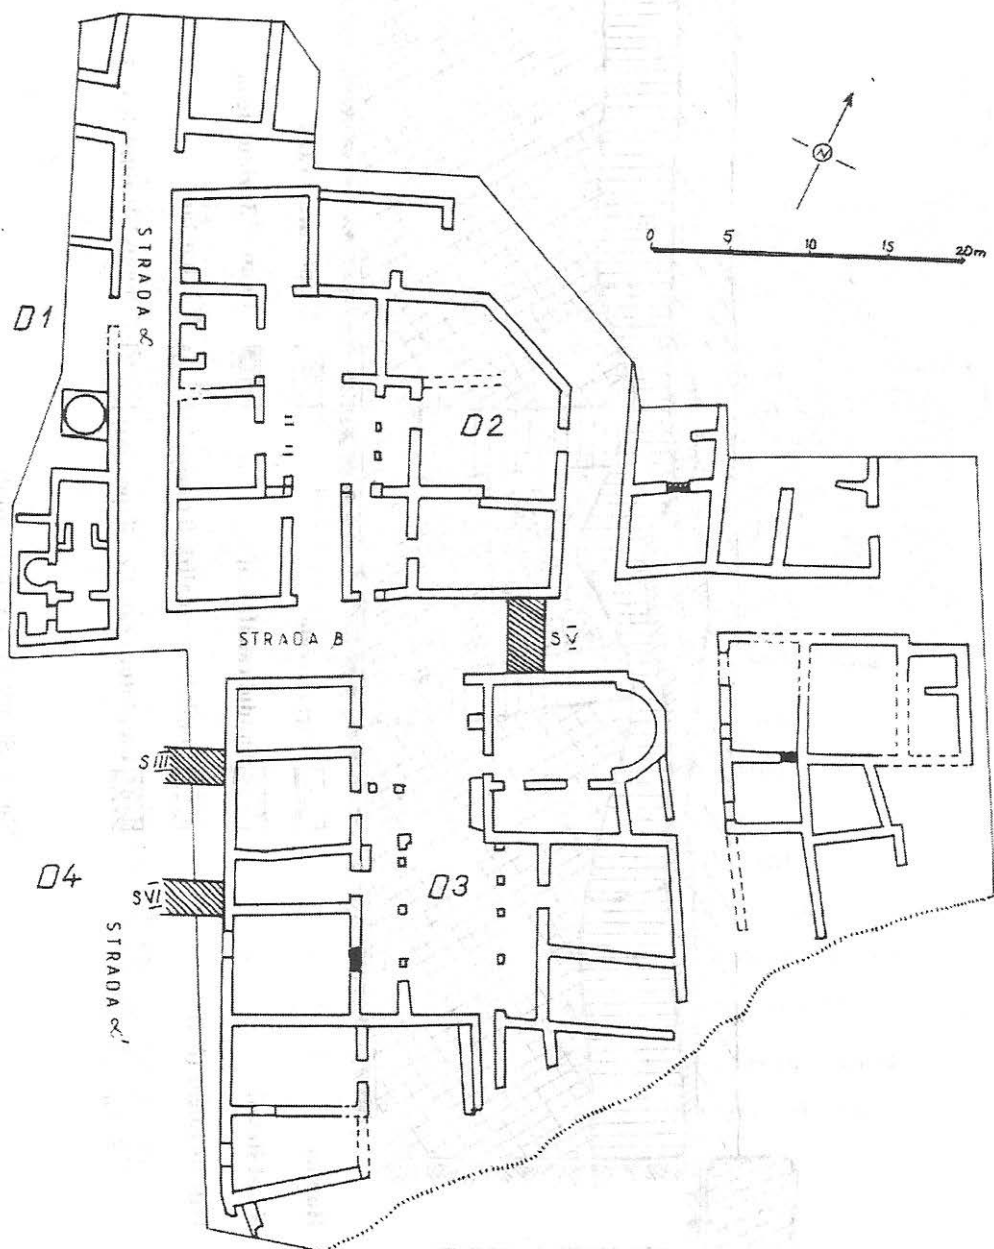 N
0 5 10 15 20m
STRADA α
D1
D2
STRADA B
SV
SIII
D4
SVI
D3
STRADA α'